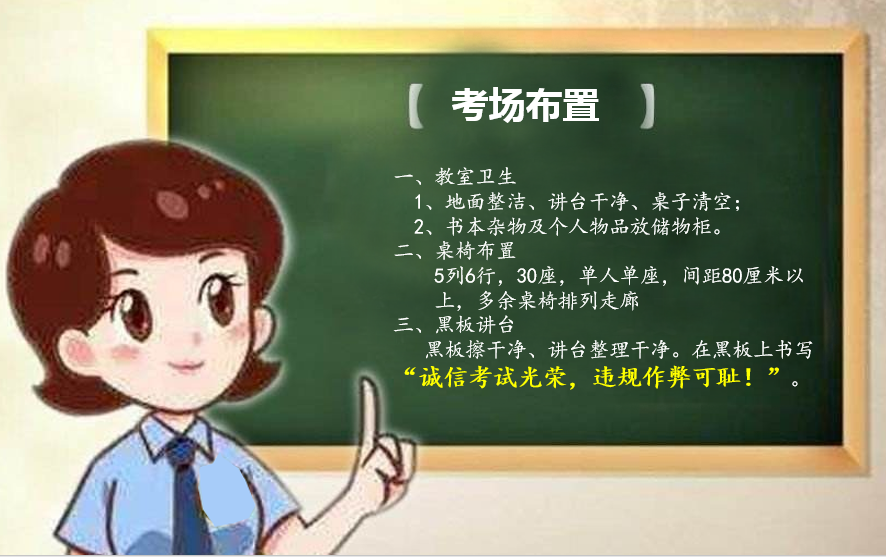 【 考场布置 】
一、教室卫生
1、地面整洁、讲台干净、桌子清空；
2、书本杂物及个人物品放储物柜。
二、桌椅布置
5列6行，30座，单人单座，间距80厘米以
上，多余桌椅排列走廊
三、黑板讲台
黑板擦干净、讲台整理干净。在黑板上书写
“诚信考试光荣，违规作弊可耻！”。